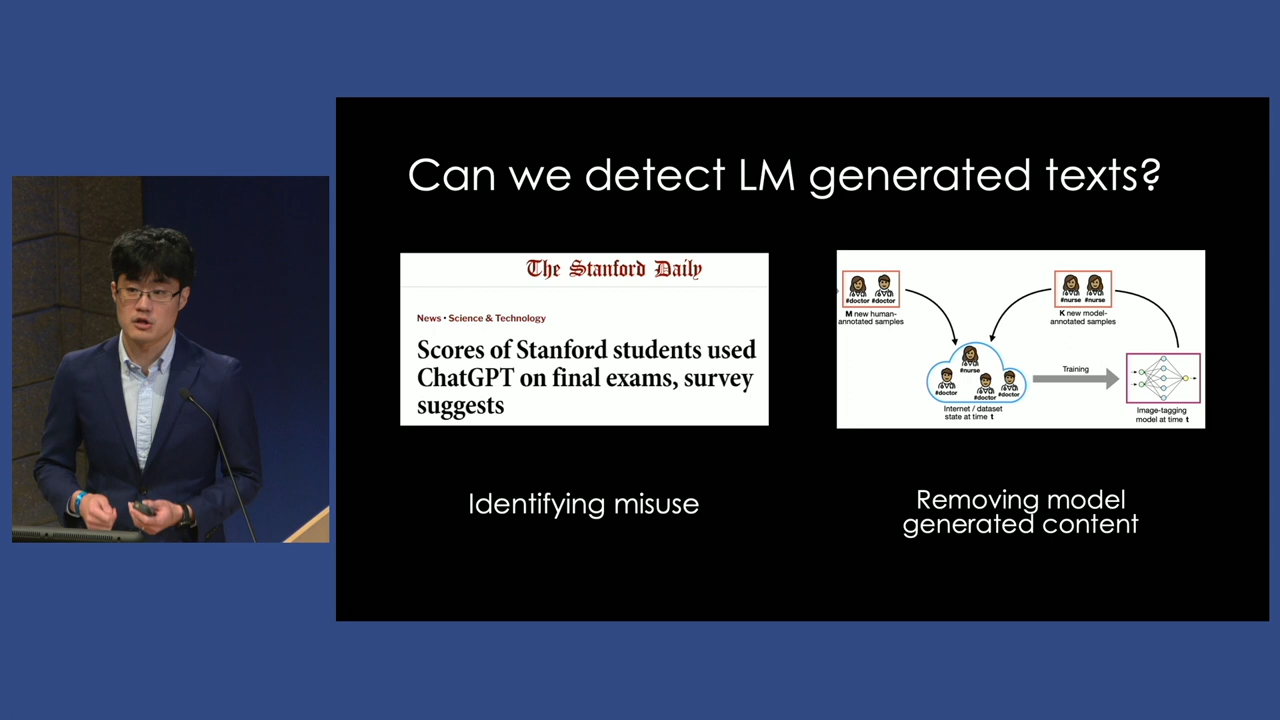 Can we detect LM generated texts?
The Stanford Daily
News • Science & Technology
Scores of Stanford students used
ChatGPT on final exams, survey
suggests
Identifying misuse
#doctor #doctor
M new human-
annotated samples
#nurse #nurse
K new model-
annotated samples
#nurse
#doctor
#doctor
#doctor
Internet / dataset
state at time t
Training
Image-tagging
model at time t
Removing model
generated content